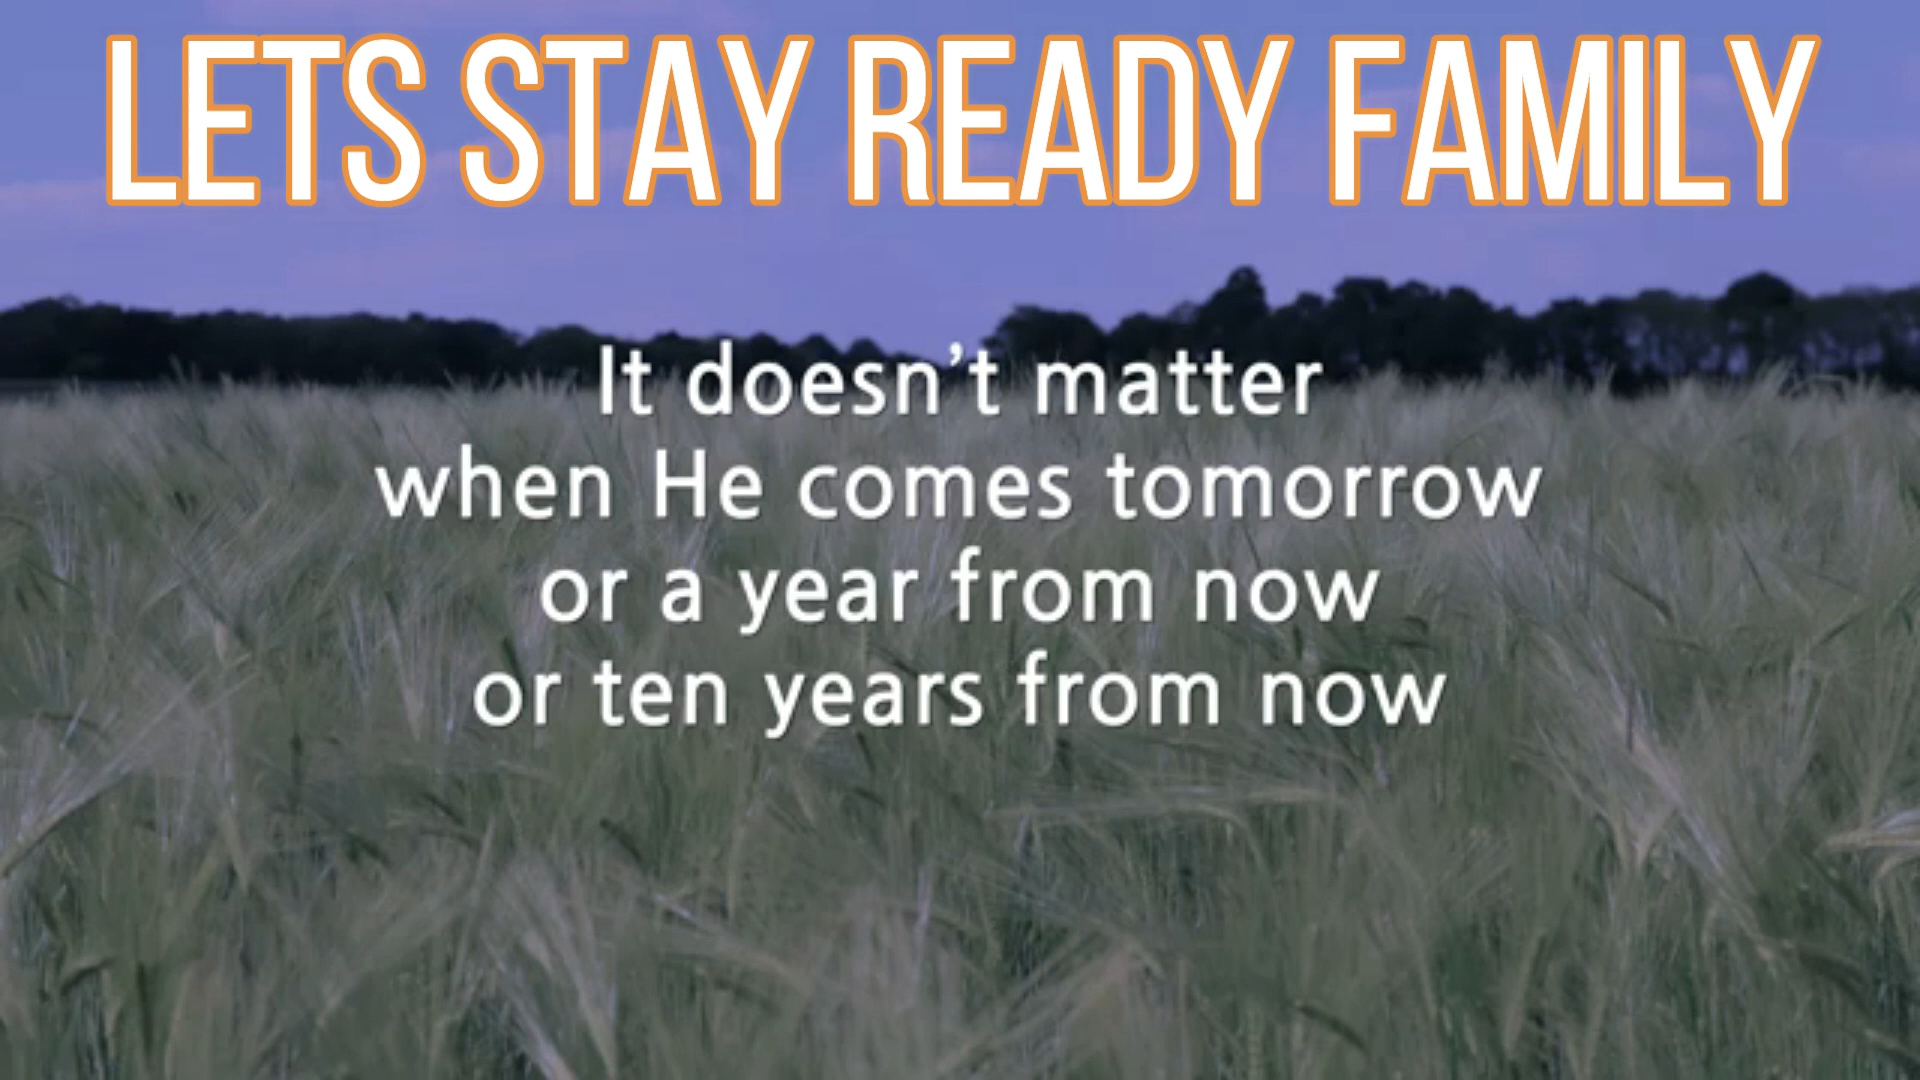 LETS STAY READY FAMILY
It doesn't matter
when He comes tomorrow
or a year from now
or ten years from now